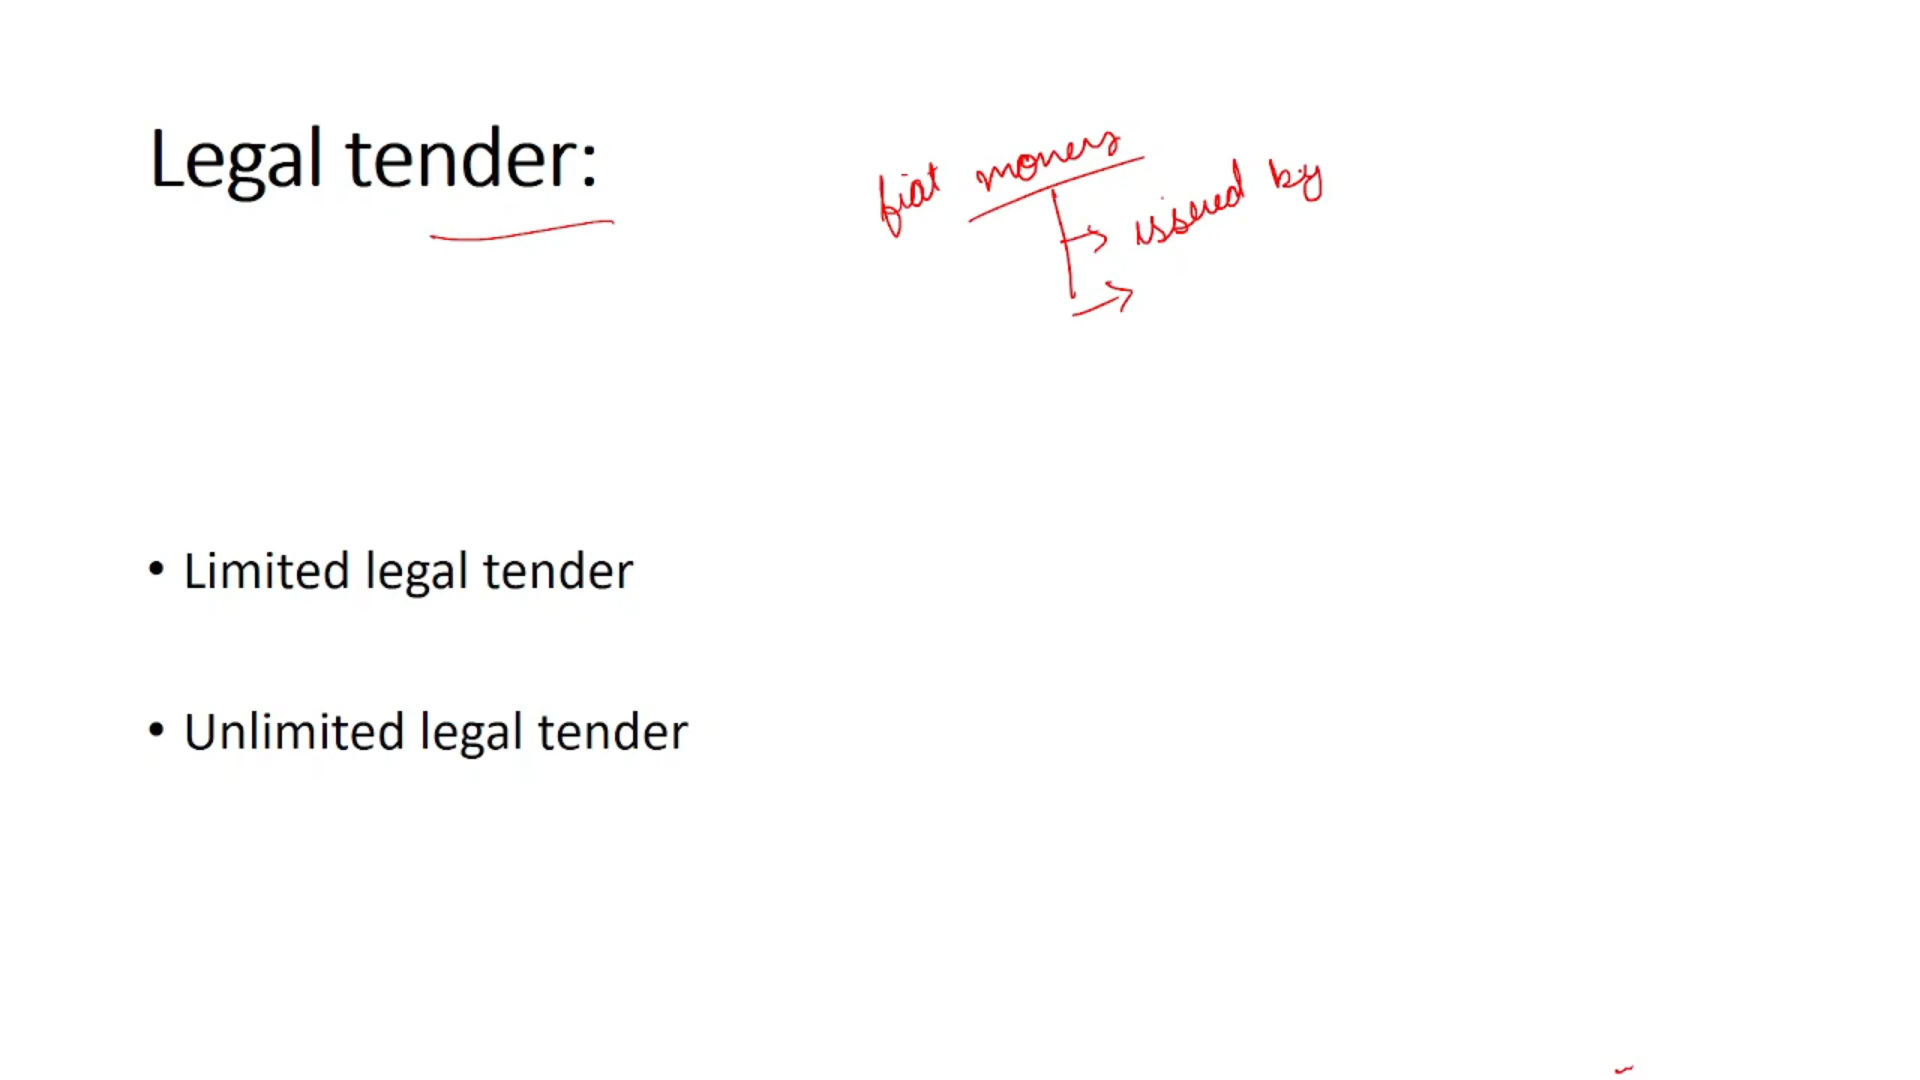 Legal tender:
fiat money
→ issued by
→
• Limited legal tender
• Unlimited legal tender